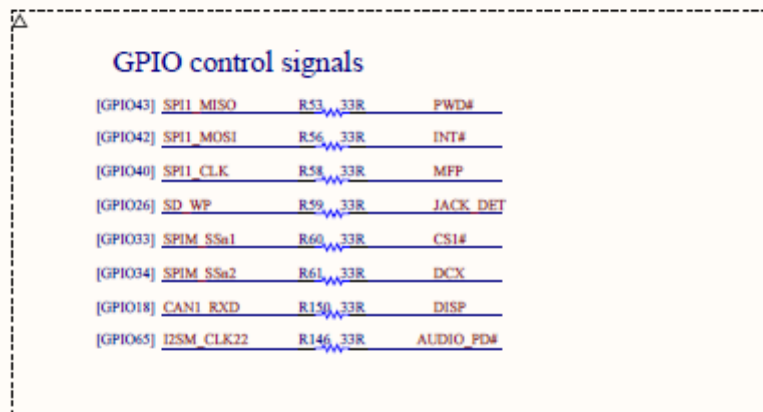 GPIO control signals
[GPIO43] SPI1_MISO R53 33R PWD#
[GPIO42] SPI1_MOSI R56 33R INT#
[GPIO40] SPI1_CLK R58 33R MFP
[GPIO26] SD_WP R59 33R JACK_DET
[GPIO33] SPIM_SSn1 R60 33R CS1#
[GPIO34] SPIM_SSn2 R61 33R DCX
[GPIO18] CAN1_RXD R150 33R DISP
[GPIO65] I2SM_CLK22 R146 33R AUDIO_PD#